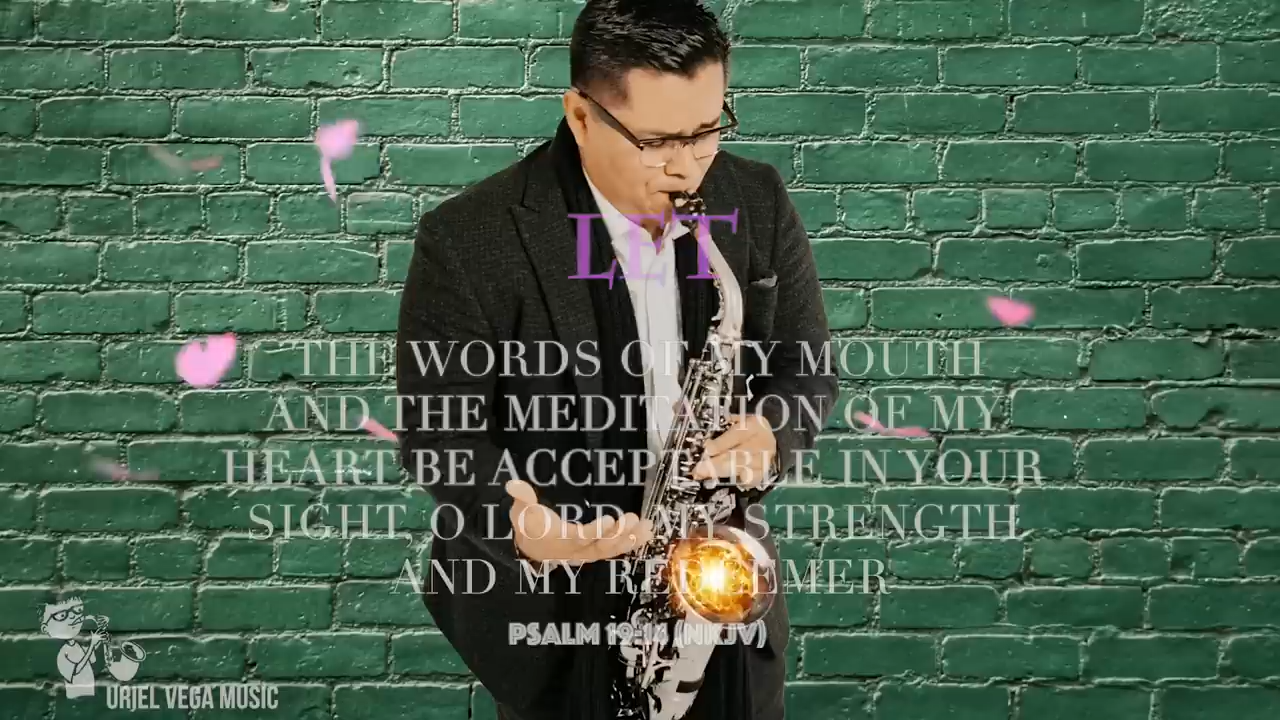 LET
THE WORDS OF MY MOUTH
AND THE MEDITATION OF MY
HEART BE ACCEPTABLE IN YOUR
SIGHT, O LORD, MY STRENGTH
AND MY REDEEMER
PSALM 19:14 (NKJV)
URIEL VEGA MUSIC